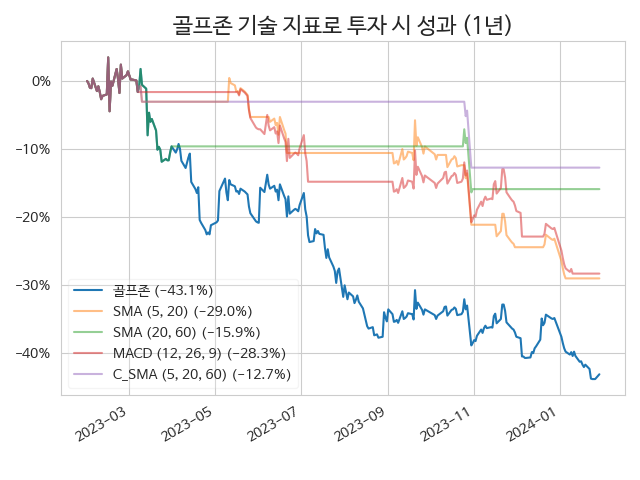 골프존 기술 지표로 투자 시 성과 (1년)
0%
−10%
−20%
−30%
−40%
골프존 (−43.1%)
SMA (5, 20) (−29.0%)
SMA (20, 60) (−15.9%)
MACD (12, 26, 9) (−28.3%)
C_SMA (5, 20, 60) (−12.7%)
2023−03
2023−05
2023−07
2023−09
2023−11
2024−01